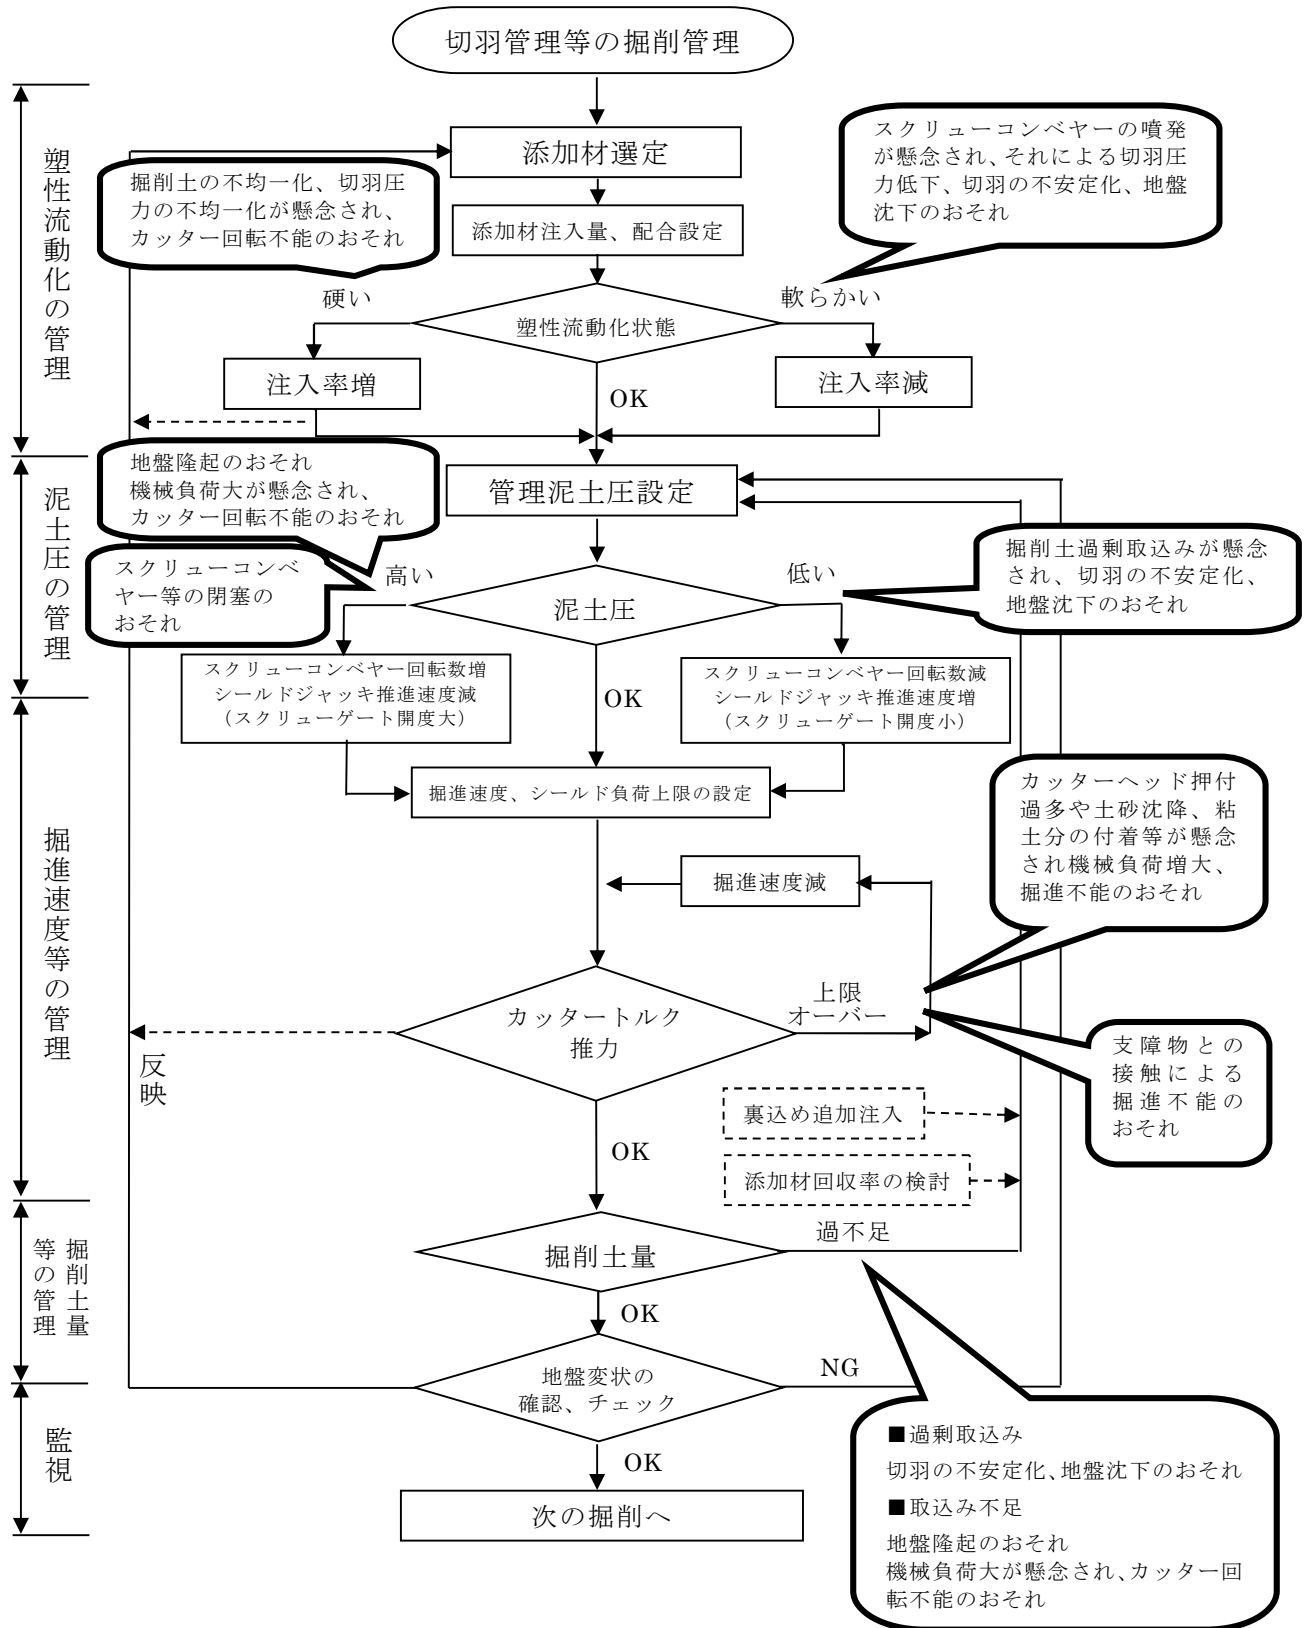 切羽管理等の掘削管理
塑性流動化の管理
添加材選定
スクリューコンベヤーの噴発
が懸念され、それによる切羽圧
力低下、切羽の不安定化、地盤
沈下のおそれ
掘削土の不均一化、切羽圧
力の不均一化が懸念され、
カッター回転不能のおそれ
添加材注入量、配合設定
硬い
軟らかい
塑性流動化状態
注入率増
注入率減
OK
泥土圧の管理
地盤隆起のおそれ
機械負荷大が懸念され、
カッター回転不能のおそれ
管理泥土圧設定
スクリューコンベ
ヤー等の閉塞の
おそれ
高い
低い
泥土圧
掘削土過剰取込みが懸念
され、切羽の不安定化、
地盤沈下のおそれ
スクリューコンベヤー回転数増
シールドジャッキ推進速度減
（スクリューゲート開度大）
OK
スクリューコンベヤー回転数減
シールドジャッキ推進速度増
（スクリューゲート開度小）
掘進速度等の管理
掘進速度、シールド負荷上限の設定
カッターヘッド押付
過多や土砂沈降、粘
土分の付着等が懸念
され機械負荷増大、
掘進不能のおそれ
掘進速度減
カッタートルク
推力
上限
オーバー
反映
支障物との
接触による
掘進不能の
おそれ
裏込め追加注入
OK
添加材回収率の検討
掘削土量
等の管理
過不足
掘削土量
OK
地盤変状の
確認、チェック
NG
監視
■過剰取込み
切羽の不安定化、地盤沈下のおそれ
■取込み不足
地盤隆起のおそれ
機械負荷大が懸念され、カッター回
転不能のおそれ
OK
次の掘削へ